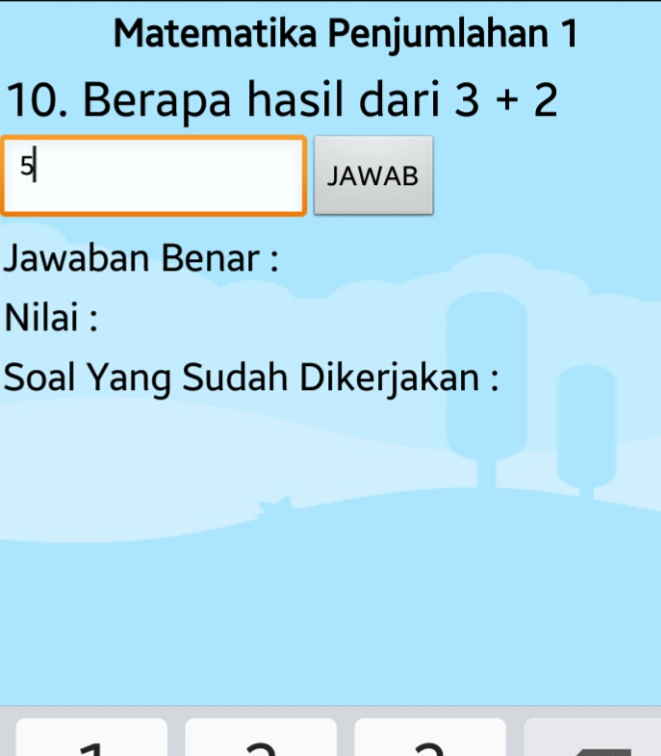 Matematika Penjumlahan 1
10. Berapa hasil dari 3 + 2
5
JAWAB
Jawaban Benar :
Nilai :
Soal Yang Sudah Dikerjakan :